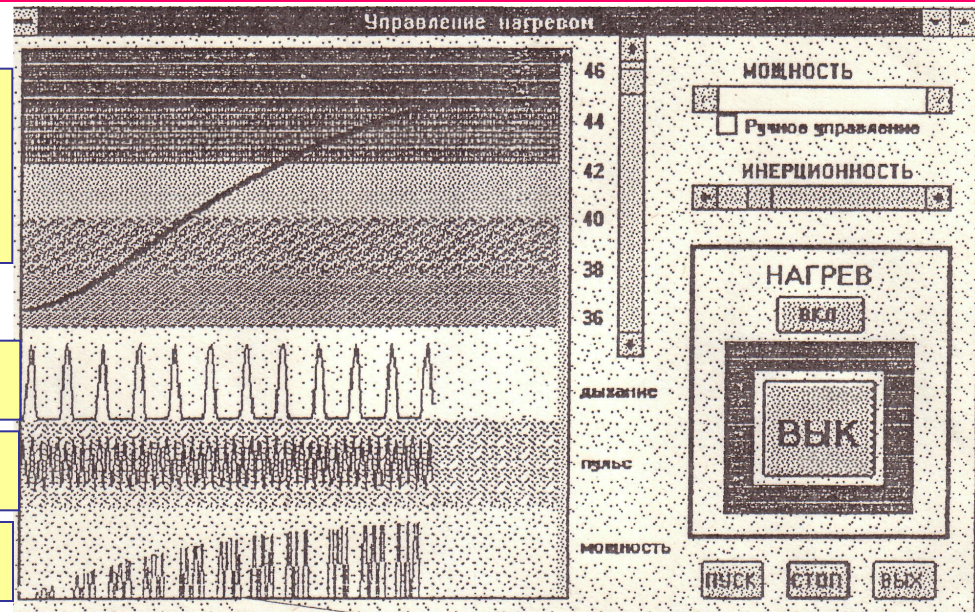 Управление нагревом
46
44
42
40
38
36
дыхание
пульс
мощность
МОЩНОСТЬ
Ручное управление
ИНЕРЦИОННОСТЬ
НАГРЕВ
ВКЛ
ВЫК
ПУСК
СТОП
ВЫХ